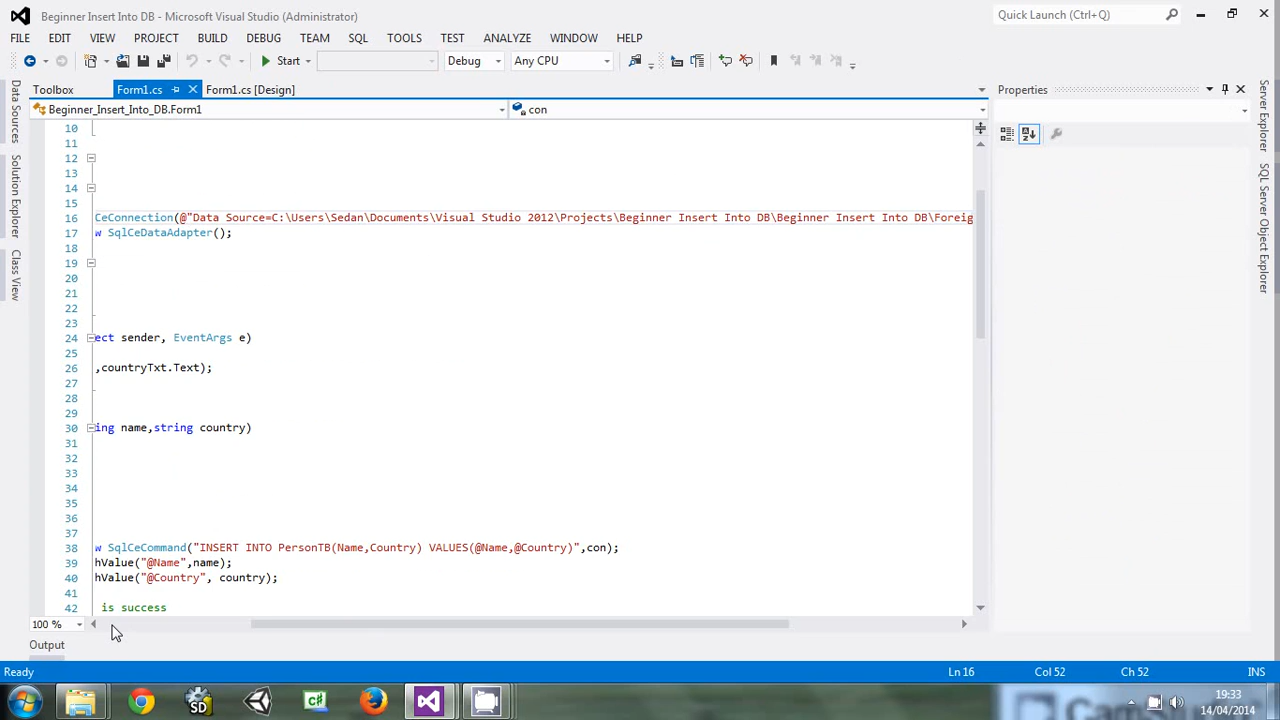 Beginner Insert Into DB - Microsoft Visual Studio (Administrator)
Quick Launch (Ctrl+Q)
FILE EDIT VIEW PROJECT BUILD DEBUG TEAM SQL TOOLS TEST ANALYZE WINDOW HELP
Start Debug Any CPU
Toolbox Form1.cs Form1.cs [Design]
Properties
Beginner_Insert_Into_DB.Form1 con
Data Sources
Solution Explorer
Class View
Server Explorer
SQL Server Object Explorer
10
11
12
13
14
15
16 CeConnection(@"Data Source=C:\Users\Sedan\Documents\Visual Studio 2012\Projects\Beginner Insert Into DB\Beginner Insert Into DB\Foreig
17 w SqlCeDataAdapter();
18
19
20
21
22
23
24 ect sender, EventArgs e)
25
26 ,countryTxt.Text);
27
28
29
30 ing name,string country)
31
32
33
34
35
36
37
38 w SqlCeCommand("INSERT INTO PersonTB(Name,Country) VALUES(@Name,@Country)",con);
39 hValue("@Name",name);
40 hValue("@Country", country);
41
42 is success
100 %
Output
Ready Ln 16 Col 52 Ch 52 INS
SD
C#
19:33
14/04/2014